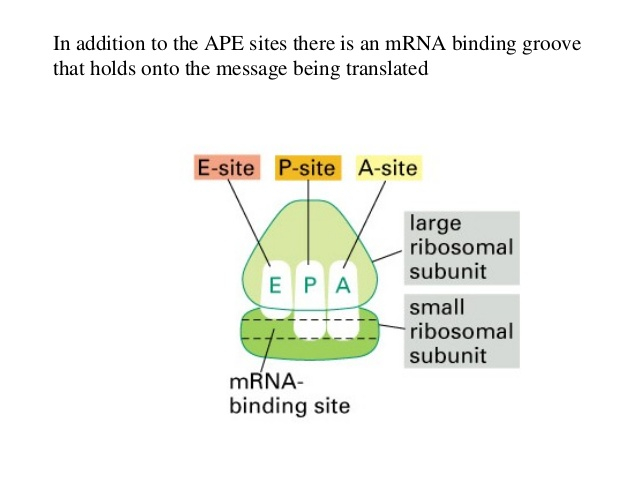 In addition to the APE sites there is an mRNA binding groove
that holds onto the message being translated
E-site P-site A-site
large
ribosomal
subunit
E P A
small
ribosomal
subunit
mRNA-
binding site